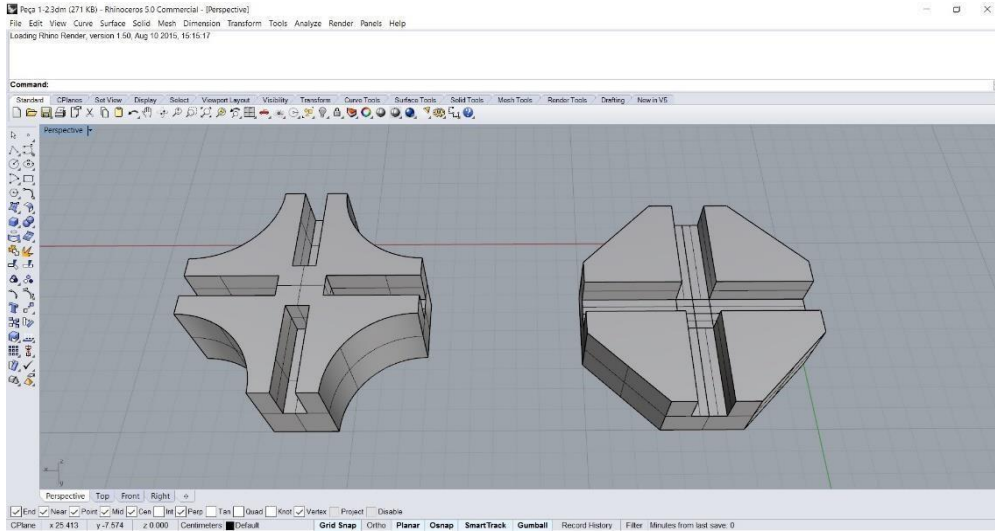 Peça 1-2.3dm (271 KB) - Rhinoceros 5.0 Commercial - [Perspective]
File Edit View Curve Surface Solid Mesh Dimension Transform Tools Analyze Render Panels Help
Loading Rhino Render, version 1.50, Aug 10 2015, 15:15:17
Command:
Standard CPlanes Set View Display Select Viewport Layout Visibility Transform Curve Tools Surface Tools Solid Tools Mesh Tools Render Tools Drafting New in V5
Perspective
z
x
y
Perspective Top Front Right
End Near Point Mid Cen Int Perp Tan Quad Knot Vertex Project Disable
CPlane x 25.413 y -7.574 z 0.000 Centimeters Default Grid Snap Ortho Planar Osnap SmartTrack Gumball Record History Filter Minutes from last save: 0